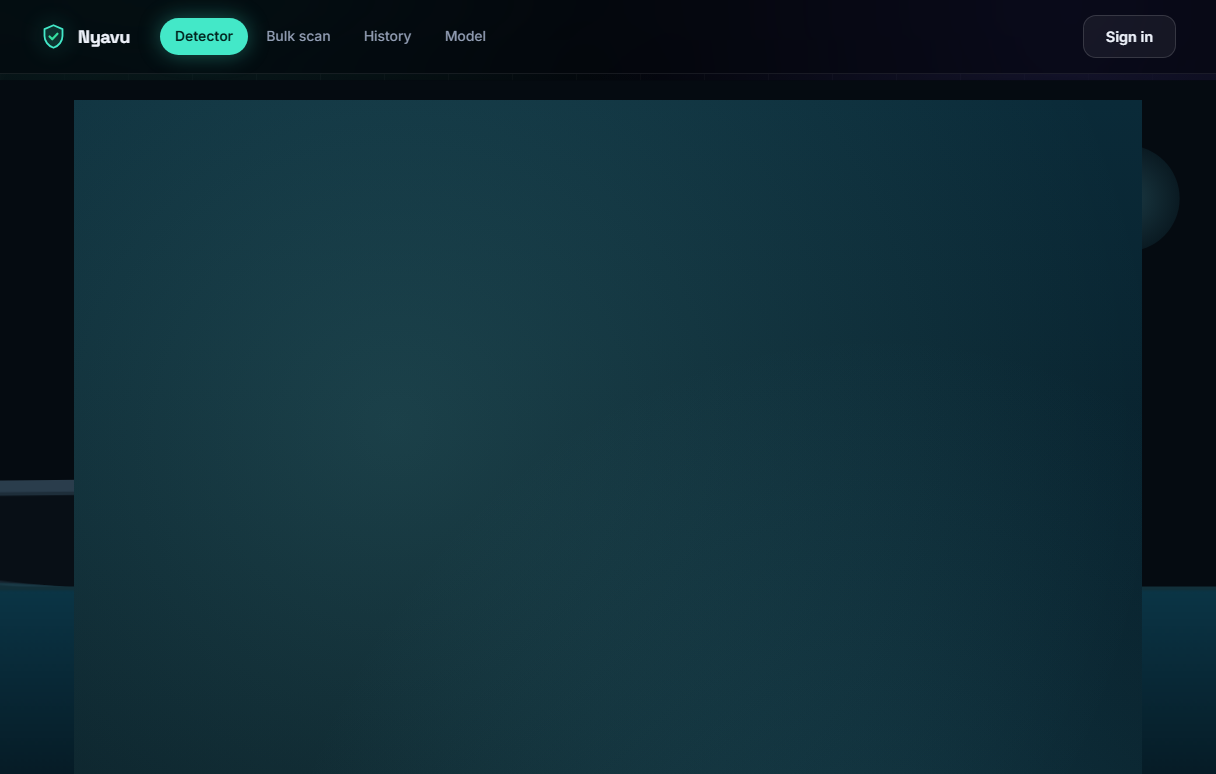 Nyavu
Detector
Bulk scan
History
Model
Sign in